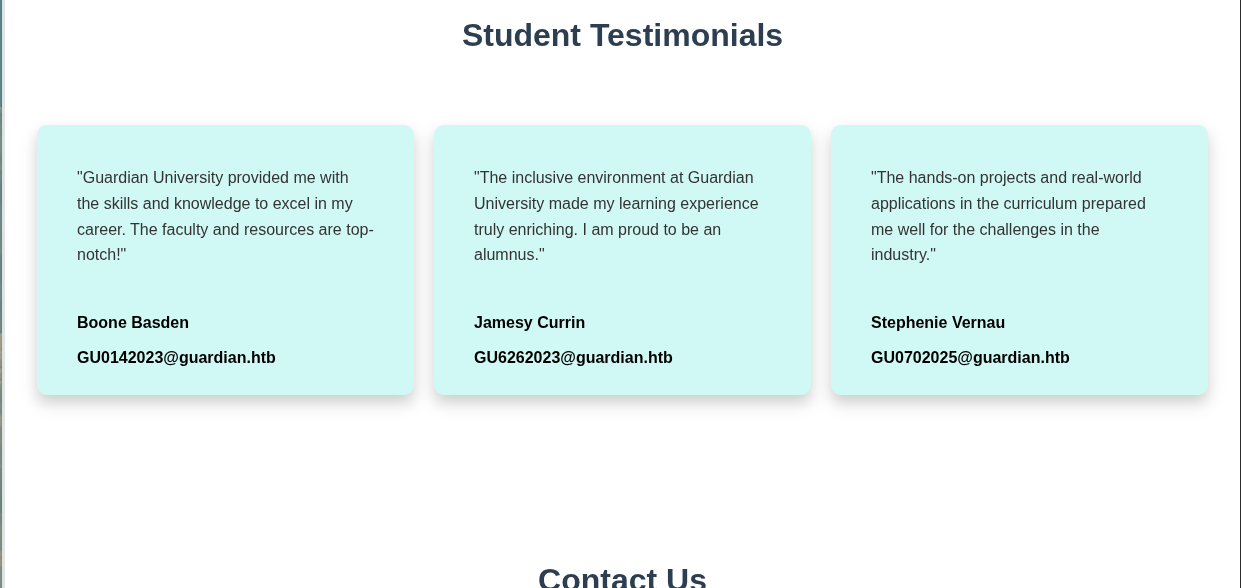 Student Testimonials
"Guardian University provided me with
the skills and knowledge to excel in my
career. The faculty and resources are top-
notch!"
Boone Basden
GU0142023@guardian.htb
"The inclusive environment at Guardian
University made my learning experience
truly enriching. I am proud to be an
alumnus."
Jamesy Currin
GU6262023@guardian.htb
"The hands-on projects and real-world
applications in the curriculum prepared
me well for the challenges in the
industry."
Stephenie Vernau
GU0702025@guardian.htb
Contact Us